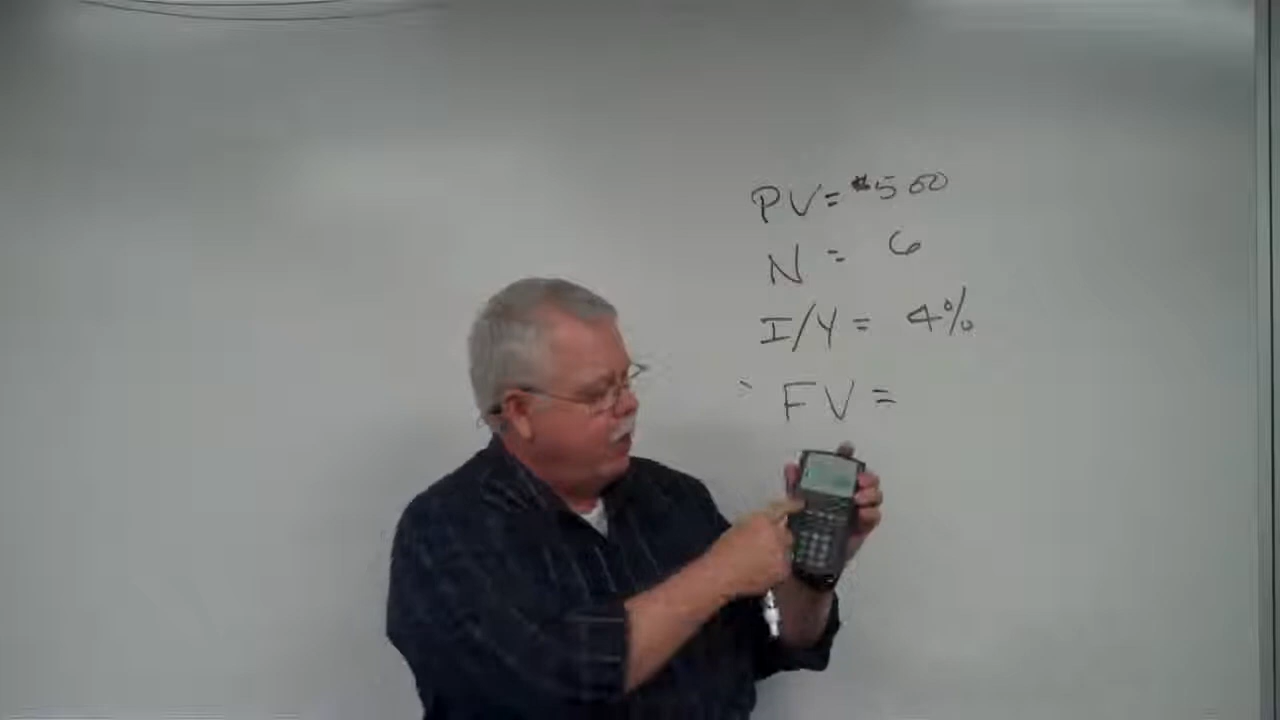 PV = $500
N = 6
I/Y = 4%
FV =